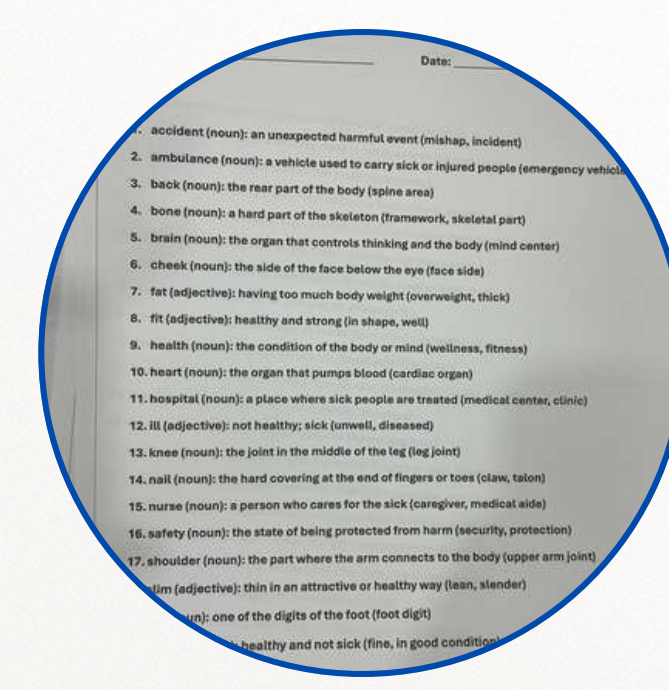 Date:
accident (noun): an unexpected harmful event (mishap, incident)
2. ambulance (noun): a vehicle used to carry sick or injured people (emergency
3. back (noun): the rear part of the body (spine area)
4. bone (noun): a hard part of the skeleton (framework, skeletal part)
5. brain (noun): the organ that controls thinking and the body (mind center)
6. cheek (noun): the side of the face below the eye (face side)
7. fat (adjective): having too much body weight (overweight, thick)
8. fit (adjective): healthy and strong (in shape, well)
9. health (noun): the condition of the body or mind (wellness, fitness)
10. heart (noun): the organ that pumps blood (cardiac organ)
11. hospital (noun): a place where sick people are treated (medical center, clinic)
12. ill (adjective): not healthy; sick (unwell, diseased)
13. knee (noun): the joint in the middle of the leg (leg joint)
14. nail (noun): the hard covering at the end of fingers or toes (claw, talon)
15. nurse (noun): a person who cares for the sick (caregiver, medical aide)
16. safety (noun): the state of being protected from harm (security, protection)
17. shoulder (noun): the part where the arm connects to the body (upper arm joint)
(adjective): thin in an attractive or healthy way (lean, slender)
one of the digits of the foot (foot digit)
healthy and not sick (fine, in good condition